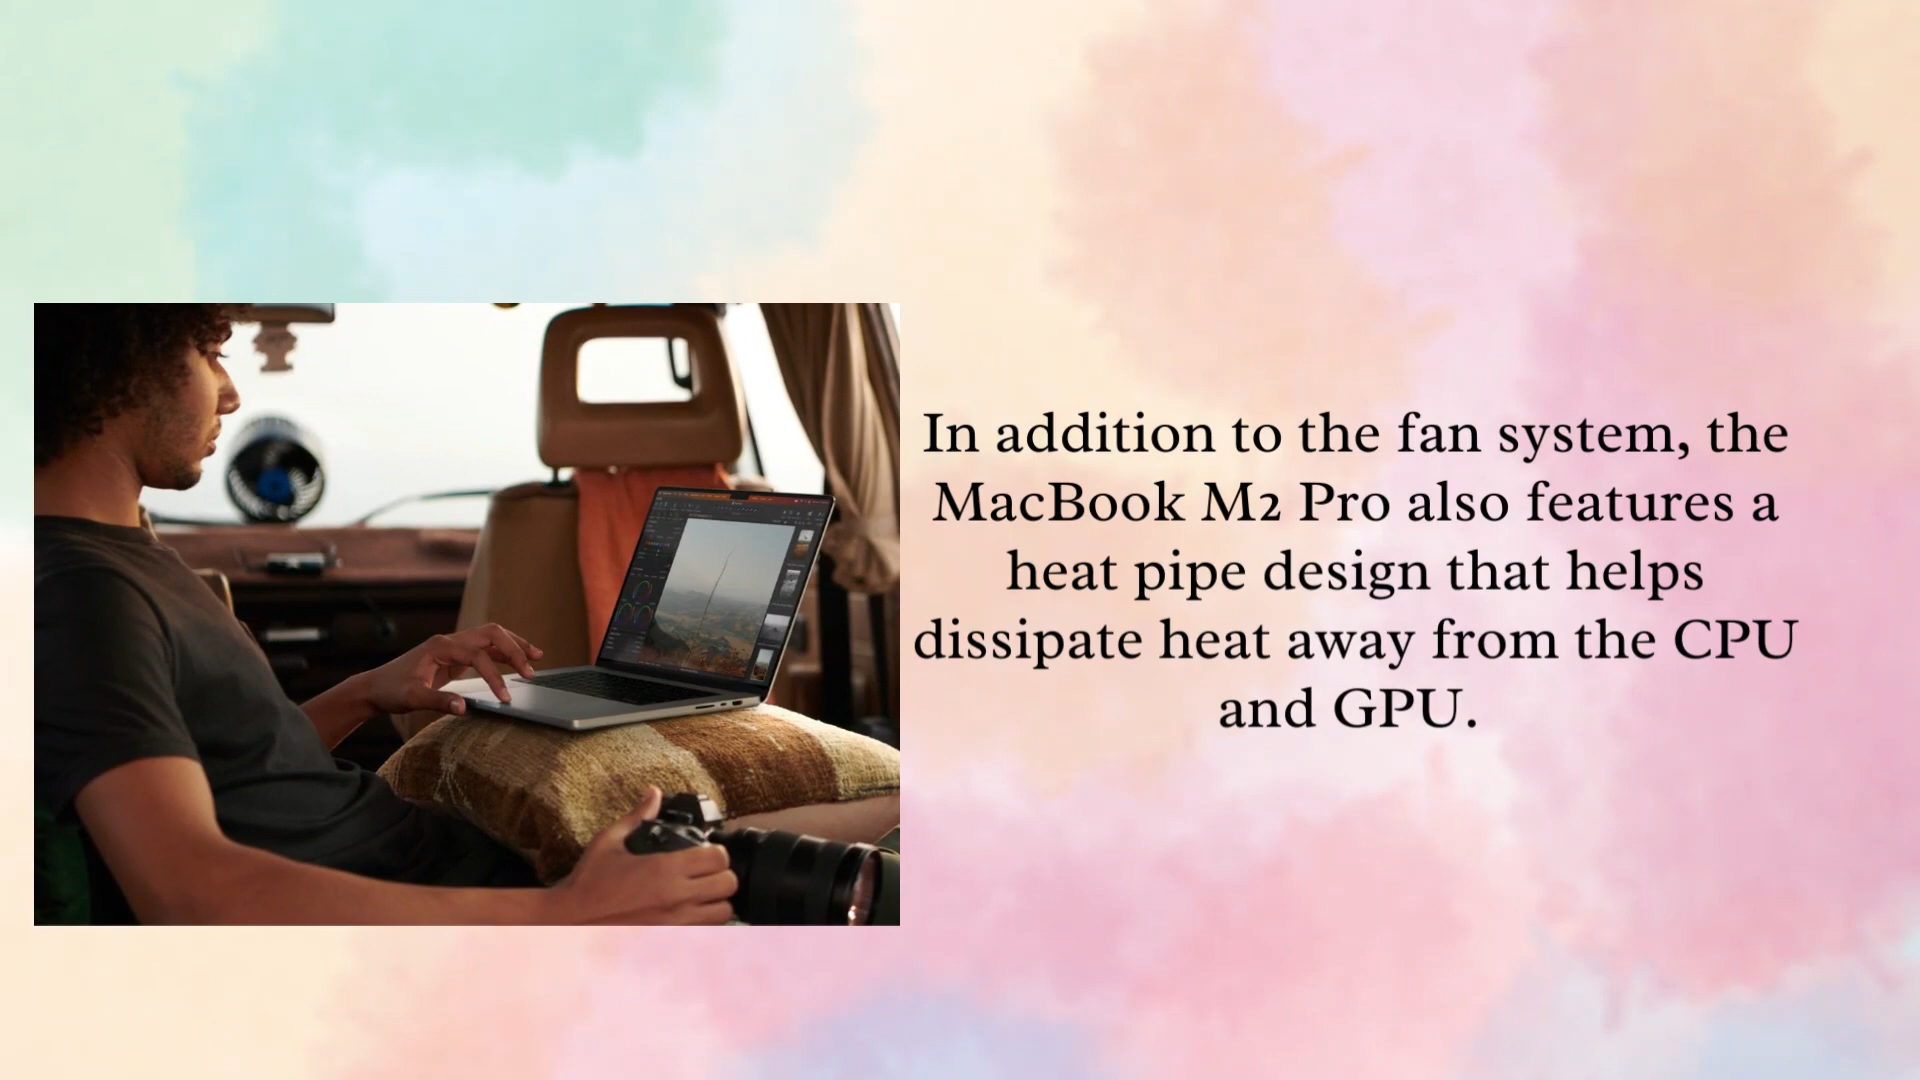 In addition to the fan system, the
MacBook M2 Pro also features a
heat pipe design that helps
dissipate heat away from the CPU
and GPU.